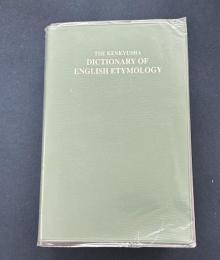 THE KENKYUSHA
DICTIONARY OF
ENGLISH ETYMOLOGY